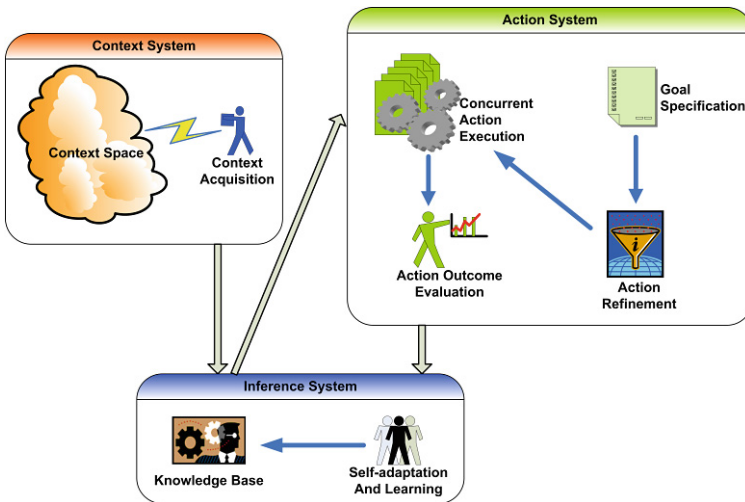 Context System
Context Space
Context
Acquisition
Action System
Concurrent
Action
Execution
Goal
Specification
Action Outcome
Evaluation
Action
Refinement
Inference System
Knowledge Base
Self-adaptation
And Learning